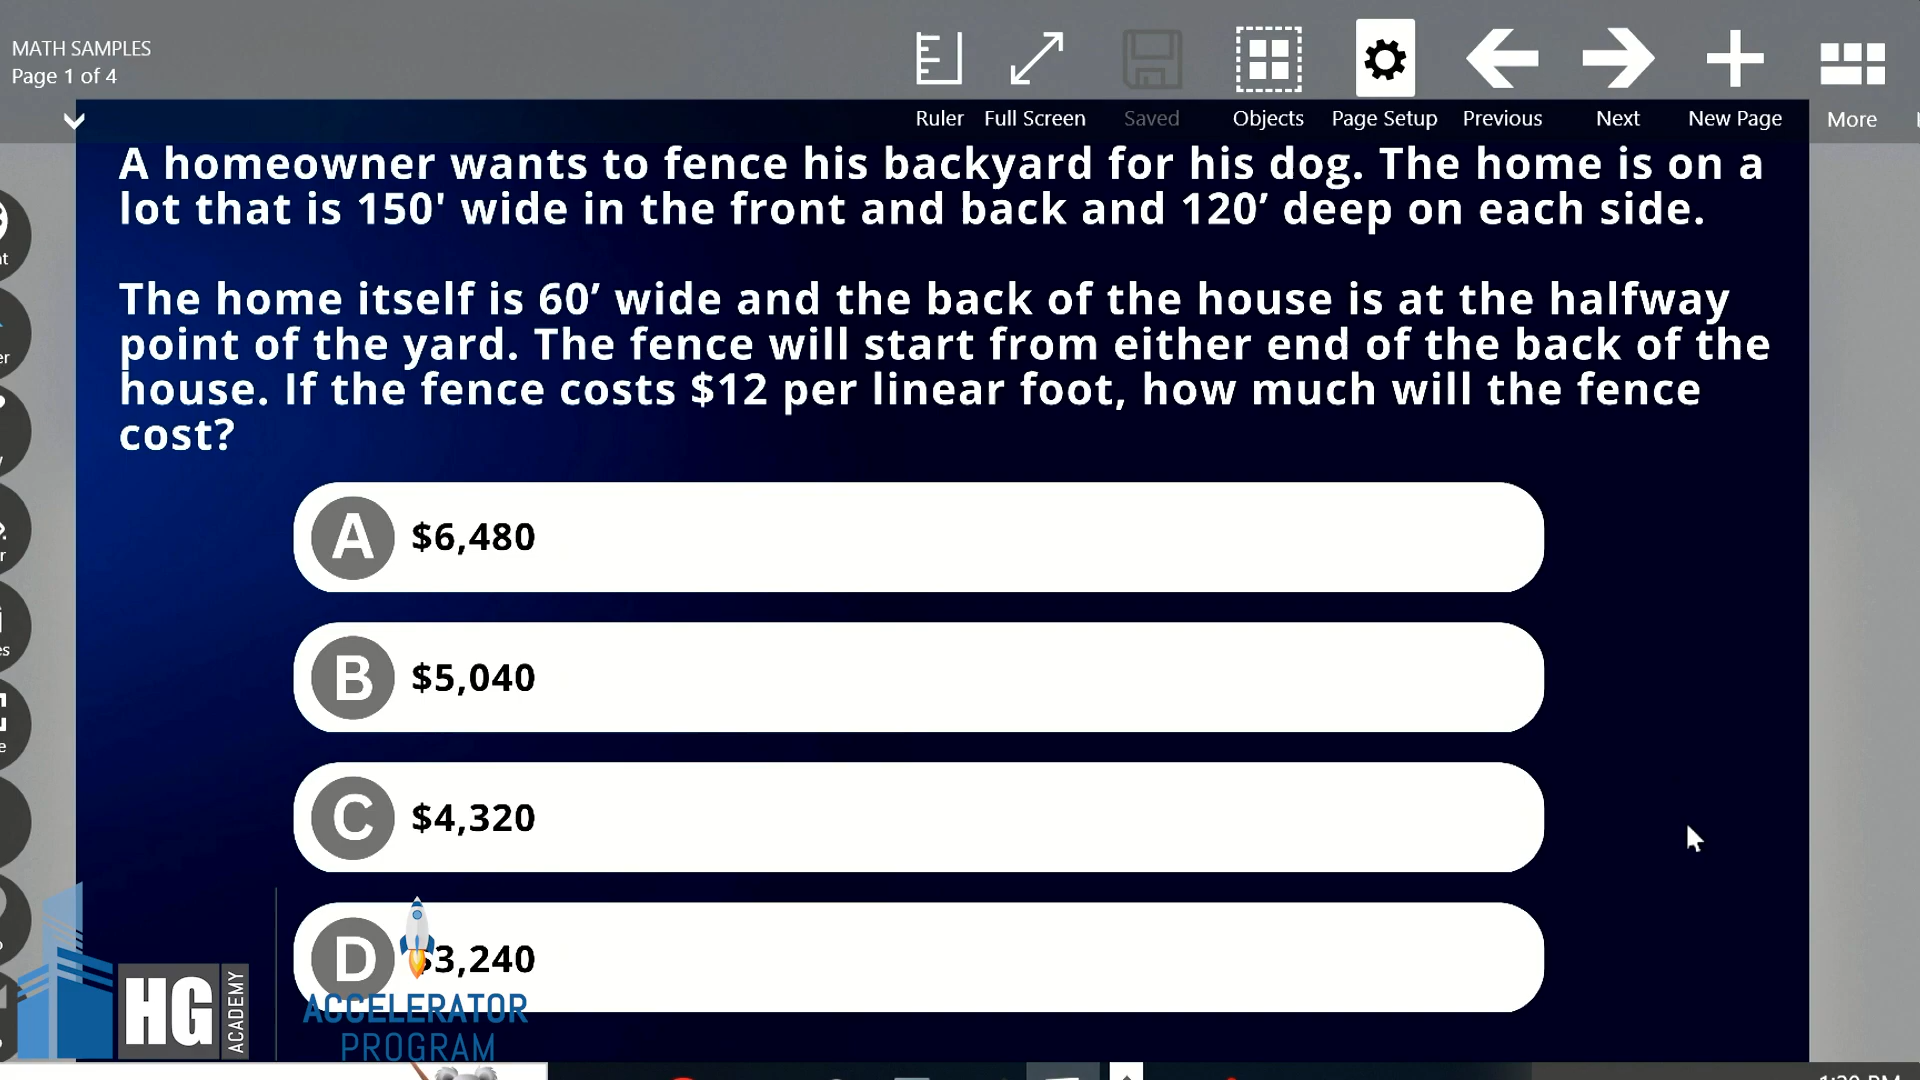 MATH SAMPLES
Page 1 of 4
Ruler
Full Screen
Saved
Objects
Page Setup
Previous
Next
New Page
More
A homeowner wants to fence his backyard for his dog. The home is on a
lot that is 150' wide in the front and back and 120’ deep on each side.
The home itself is 60’ wide and the back of the house is at the halfway
point of the yard. The fence will start from either end of the back of the
house. If the fence costs $12 per linear foot, how much will the fence
cost?
A $6,480
B $5,040
C $4,320
D $3,240
HG
ACADEMY
ACCELERATOR
PROGRAM